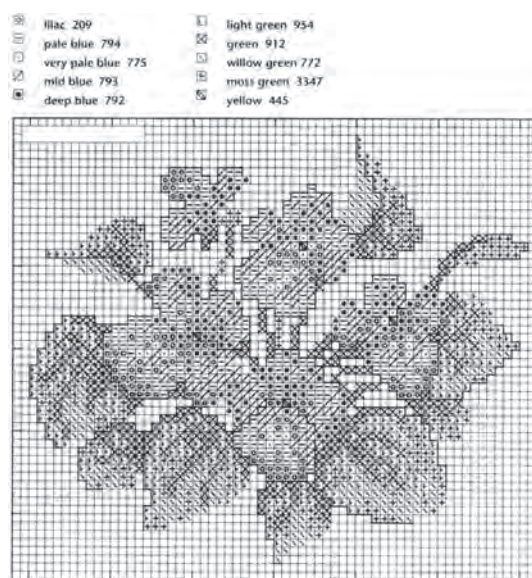 lilac 209
pale blue 794
very pale blue 775
mid blue 793
deep blue 792
light green 954
green 912
willow green 772
moss green 3347
yellow 445